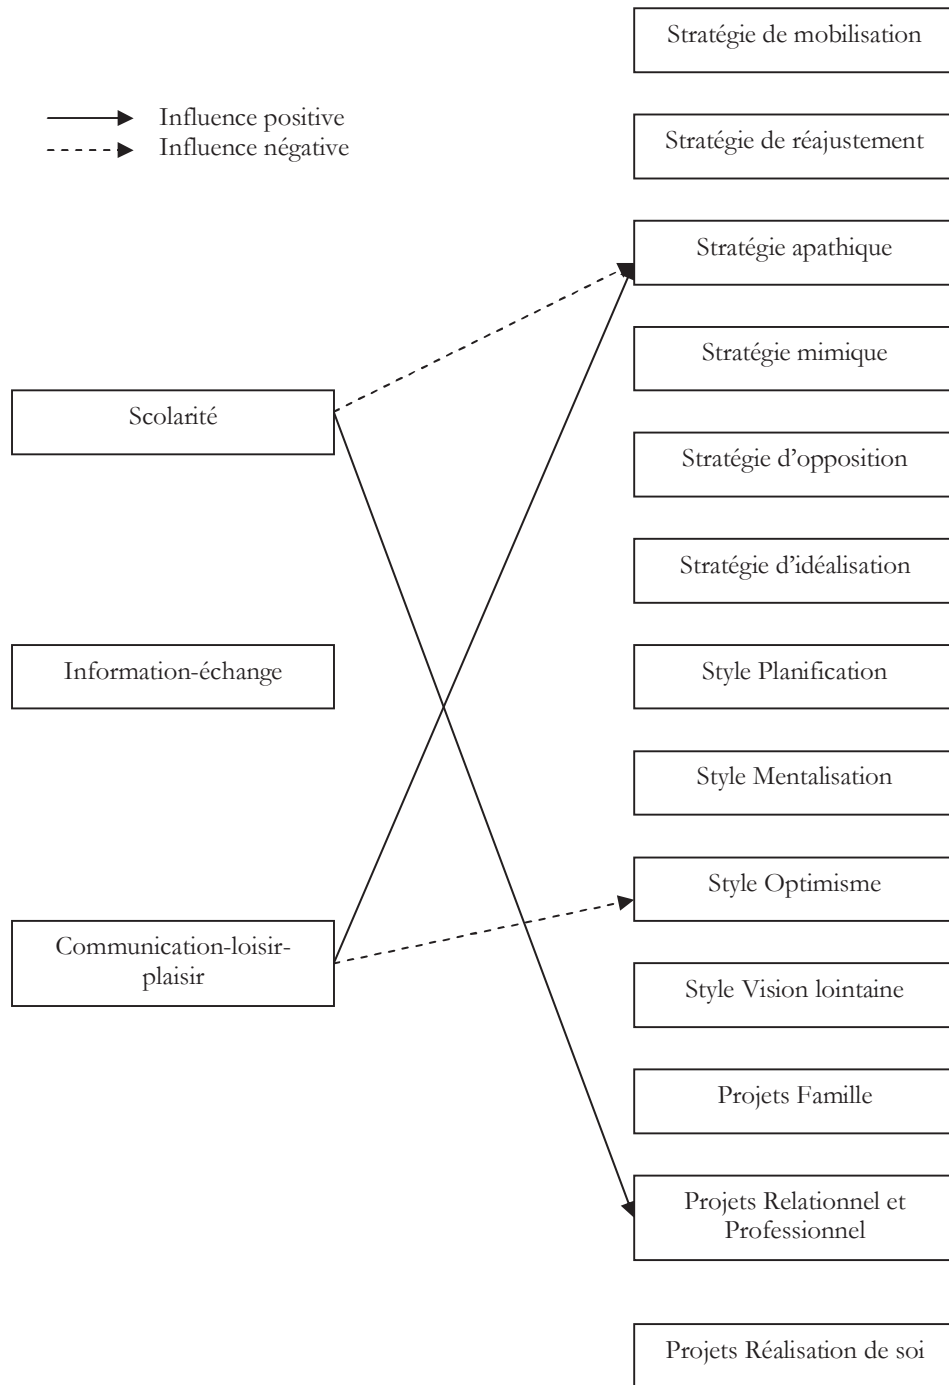 Stratégie de mobilisation
Influence positive
Influence négative
Stratégie de réajustement
Stratégie apathique
Stratégie mimique
Scolarité
Stratégie d'opposition
Stratégie d'idéalisation
Information-échange
Style Planification
Style Mentalisation
Style Optimisme
Communication-loisir-
plaisir
Style Vision lointaine
Projets Famille
Projets Relationnel et
Professionnel
Projets Réalisation de soi